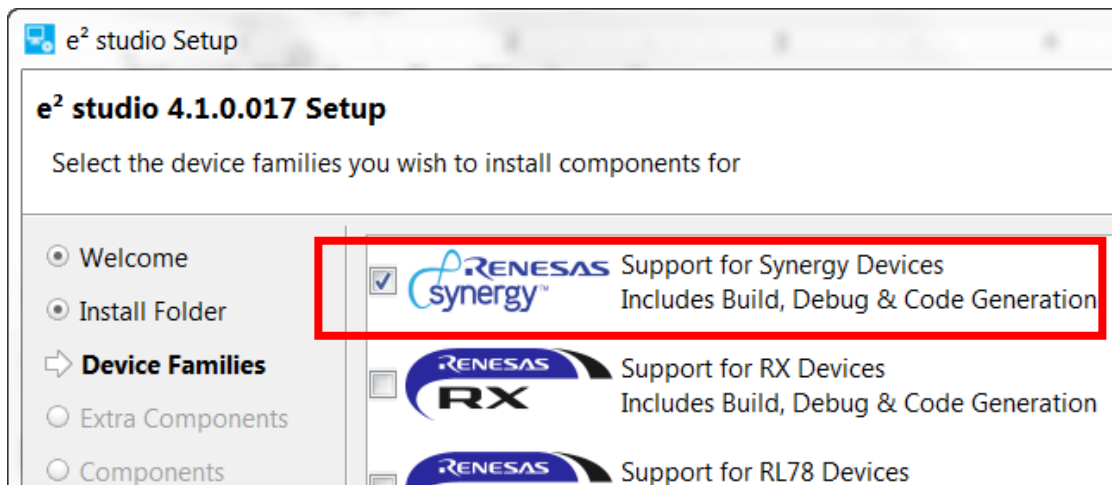 e² studio Setup
e² studio 4.1.0.017 Setup
Select the device families you wish to install components for
Welcome
Install Folder
Device Families
Extra Components
Components
RENESAS
synergy™
Support for Synergy Devices
Includes Build, Debug & Code Generation
RENESAS
RX
Support for RX Devices
Includes Build, Debug & Code Generation
RENESAS
Support for RL78 Devices